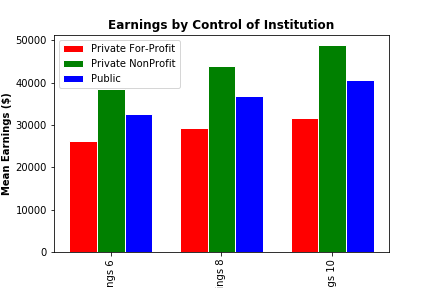 Earnings by Control of Institution
Private For-Profit
Private NonProfit
Public
Mean Earnings ($)
50000
40000
30000
20000
10000
0
ngs 6
ngs 8
gs 10